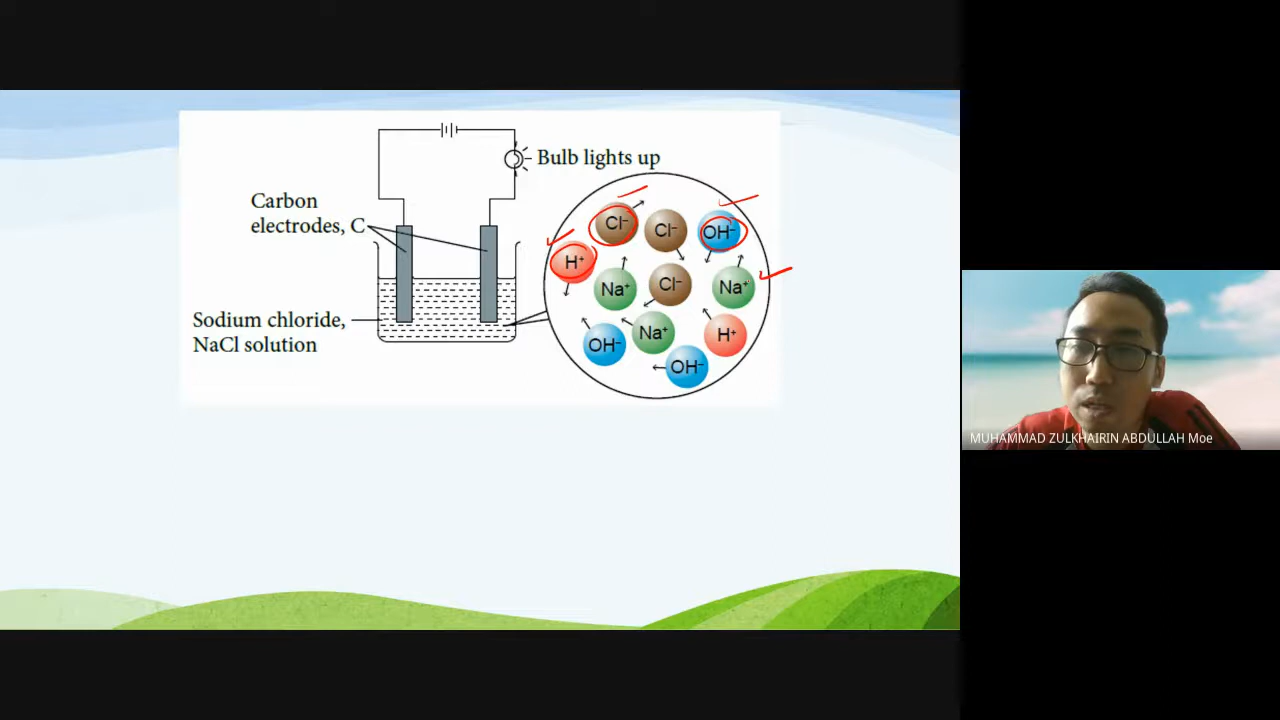 Bulb lights up
Carbon
electrodes, C
Sodium chloride,
NaCl solution
Cl⁻
Cl⁻
OH⁻
H⁺
Na⁺
Cl⁻
Na⁺
OH⁻
Na⁺
H⁺
OH⁻
MUHAMMAD ZULKHAIRIN ABDULLAH Moe